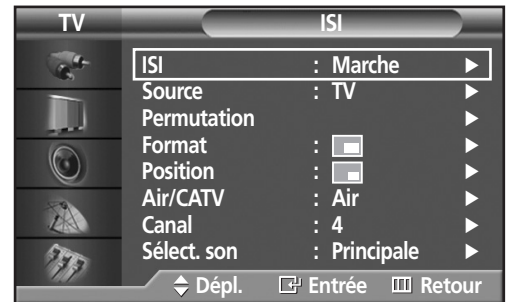 TV ISI
ISI : Marche
Source : TV
Permutation
Format :
Position :
Air/CATV : Air
Canal : 4
Sélect. son : Principale
Dépl. Entrée Retour